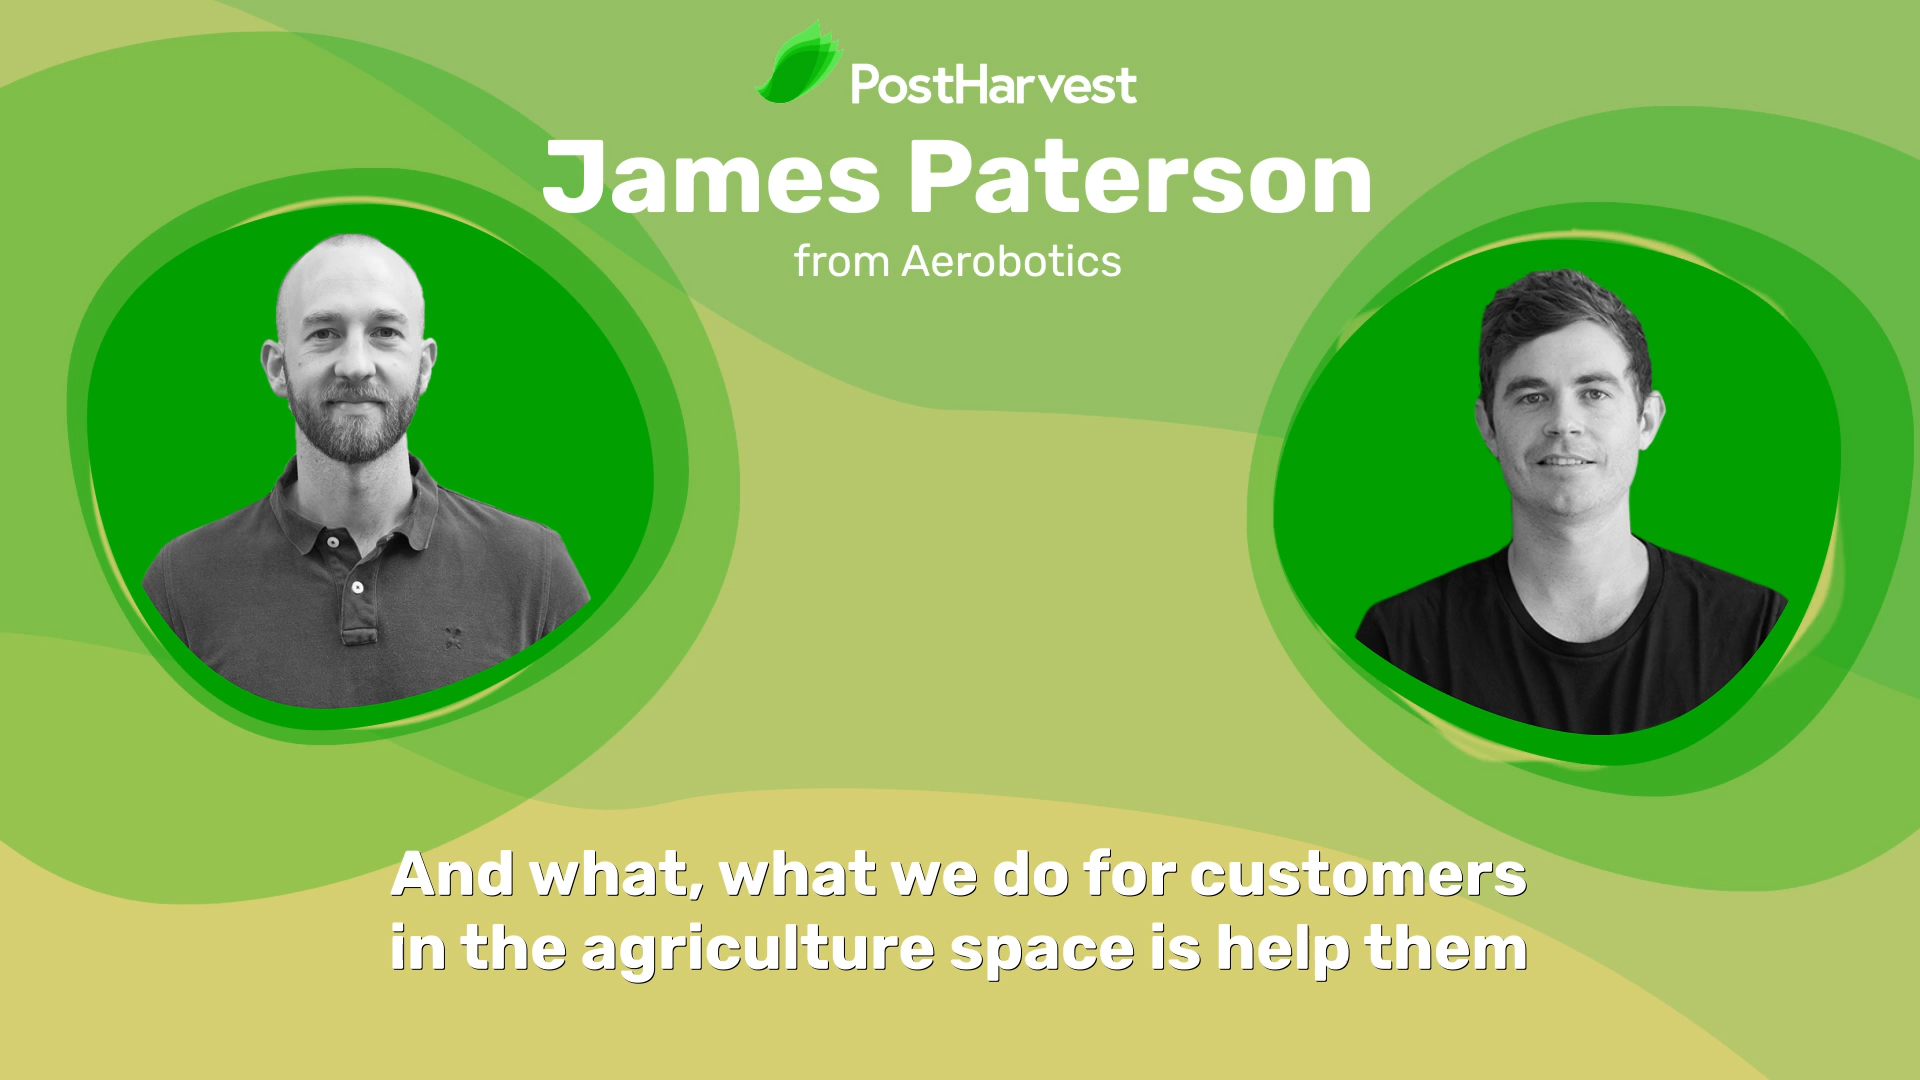 PostHarvest
James Paterson
from Aerobotics
And what, what we do for customers
in the agriculture space is help them